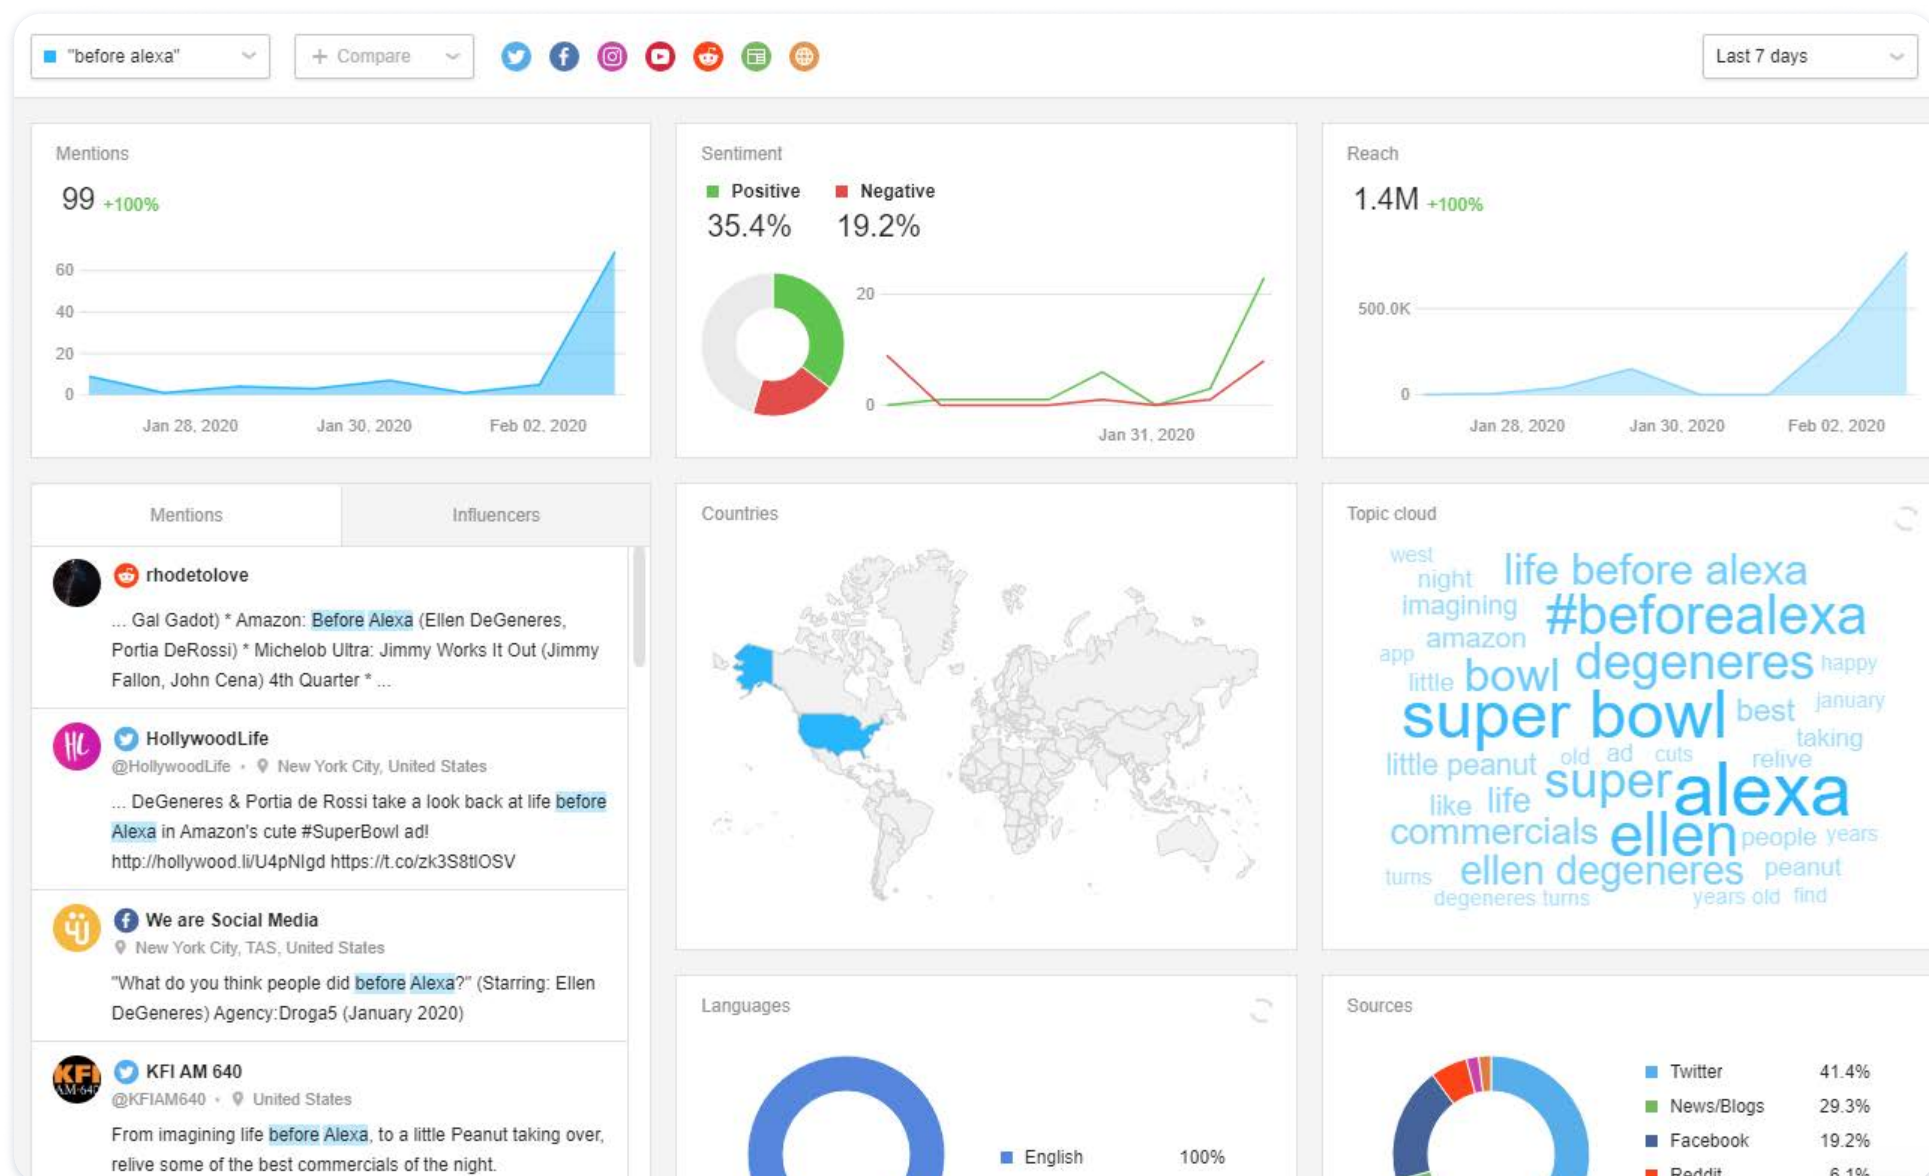 "before alexa"
Compare
Last 7 days
Mentions
99 +100%
60
40
20
0
Jan 28, 2020
Jan 30, 2020
Feb 02, 2020
Sentiment
Positive
Negative
35.4%
19.2%
20
0
Jan 31, 2020
Reach
1.4M +100%
500.0K
0
Jan 28, 2020
Jan 30, 2020
Feb 02, 2020
Mentions
Influencers
rhodetolove
... Gal Gadot) * Amazon: Before Alexa (Ellen DeGeneres,
Portia DeRossi) * Michelob Ultra: Jimmy Works It Out (Jimmy
Fallon, John Cena) 4th Quarter * ...
HL
HollywoodLife
@HollywoodLife • New York City, United States
... DeGeneres & Portia de Rossi take a look back at life before
Alexa in Amazon's cute #SuperBowl ad!
http://hollywood.li/U4pNIgd https://t.co/zk3S8tIOSV
We are Social Media
New York City, TAS, United States
"What do you think people did before Alexa?" (Starring: Ellen
DeGeneres) Agency:Droga5 (January 2020)
KFI
AM-640
KFI AM 640
@KFIAM640 • United States
From imagining life before Alexa, to a little Peanut taking over,
relive some of the best commercials of the night.
Countries
Topic cloud
west
night
life before alexa
imagining
#beforealexa
amazon
app
degeneres
happy
little
bowl
super bowl
best
january
taking
little peanut
old
ad
cuts
relive
super
alexa
like
life
commercials
ellen
people
years
turns
ellen degeneres
peanut
degeneres turns
years old
find
Languages
English 100%
Sources
Twitter 41.4%
News/Blogs 29.3%
Facebook 19.2%
Reddit 6.1%